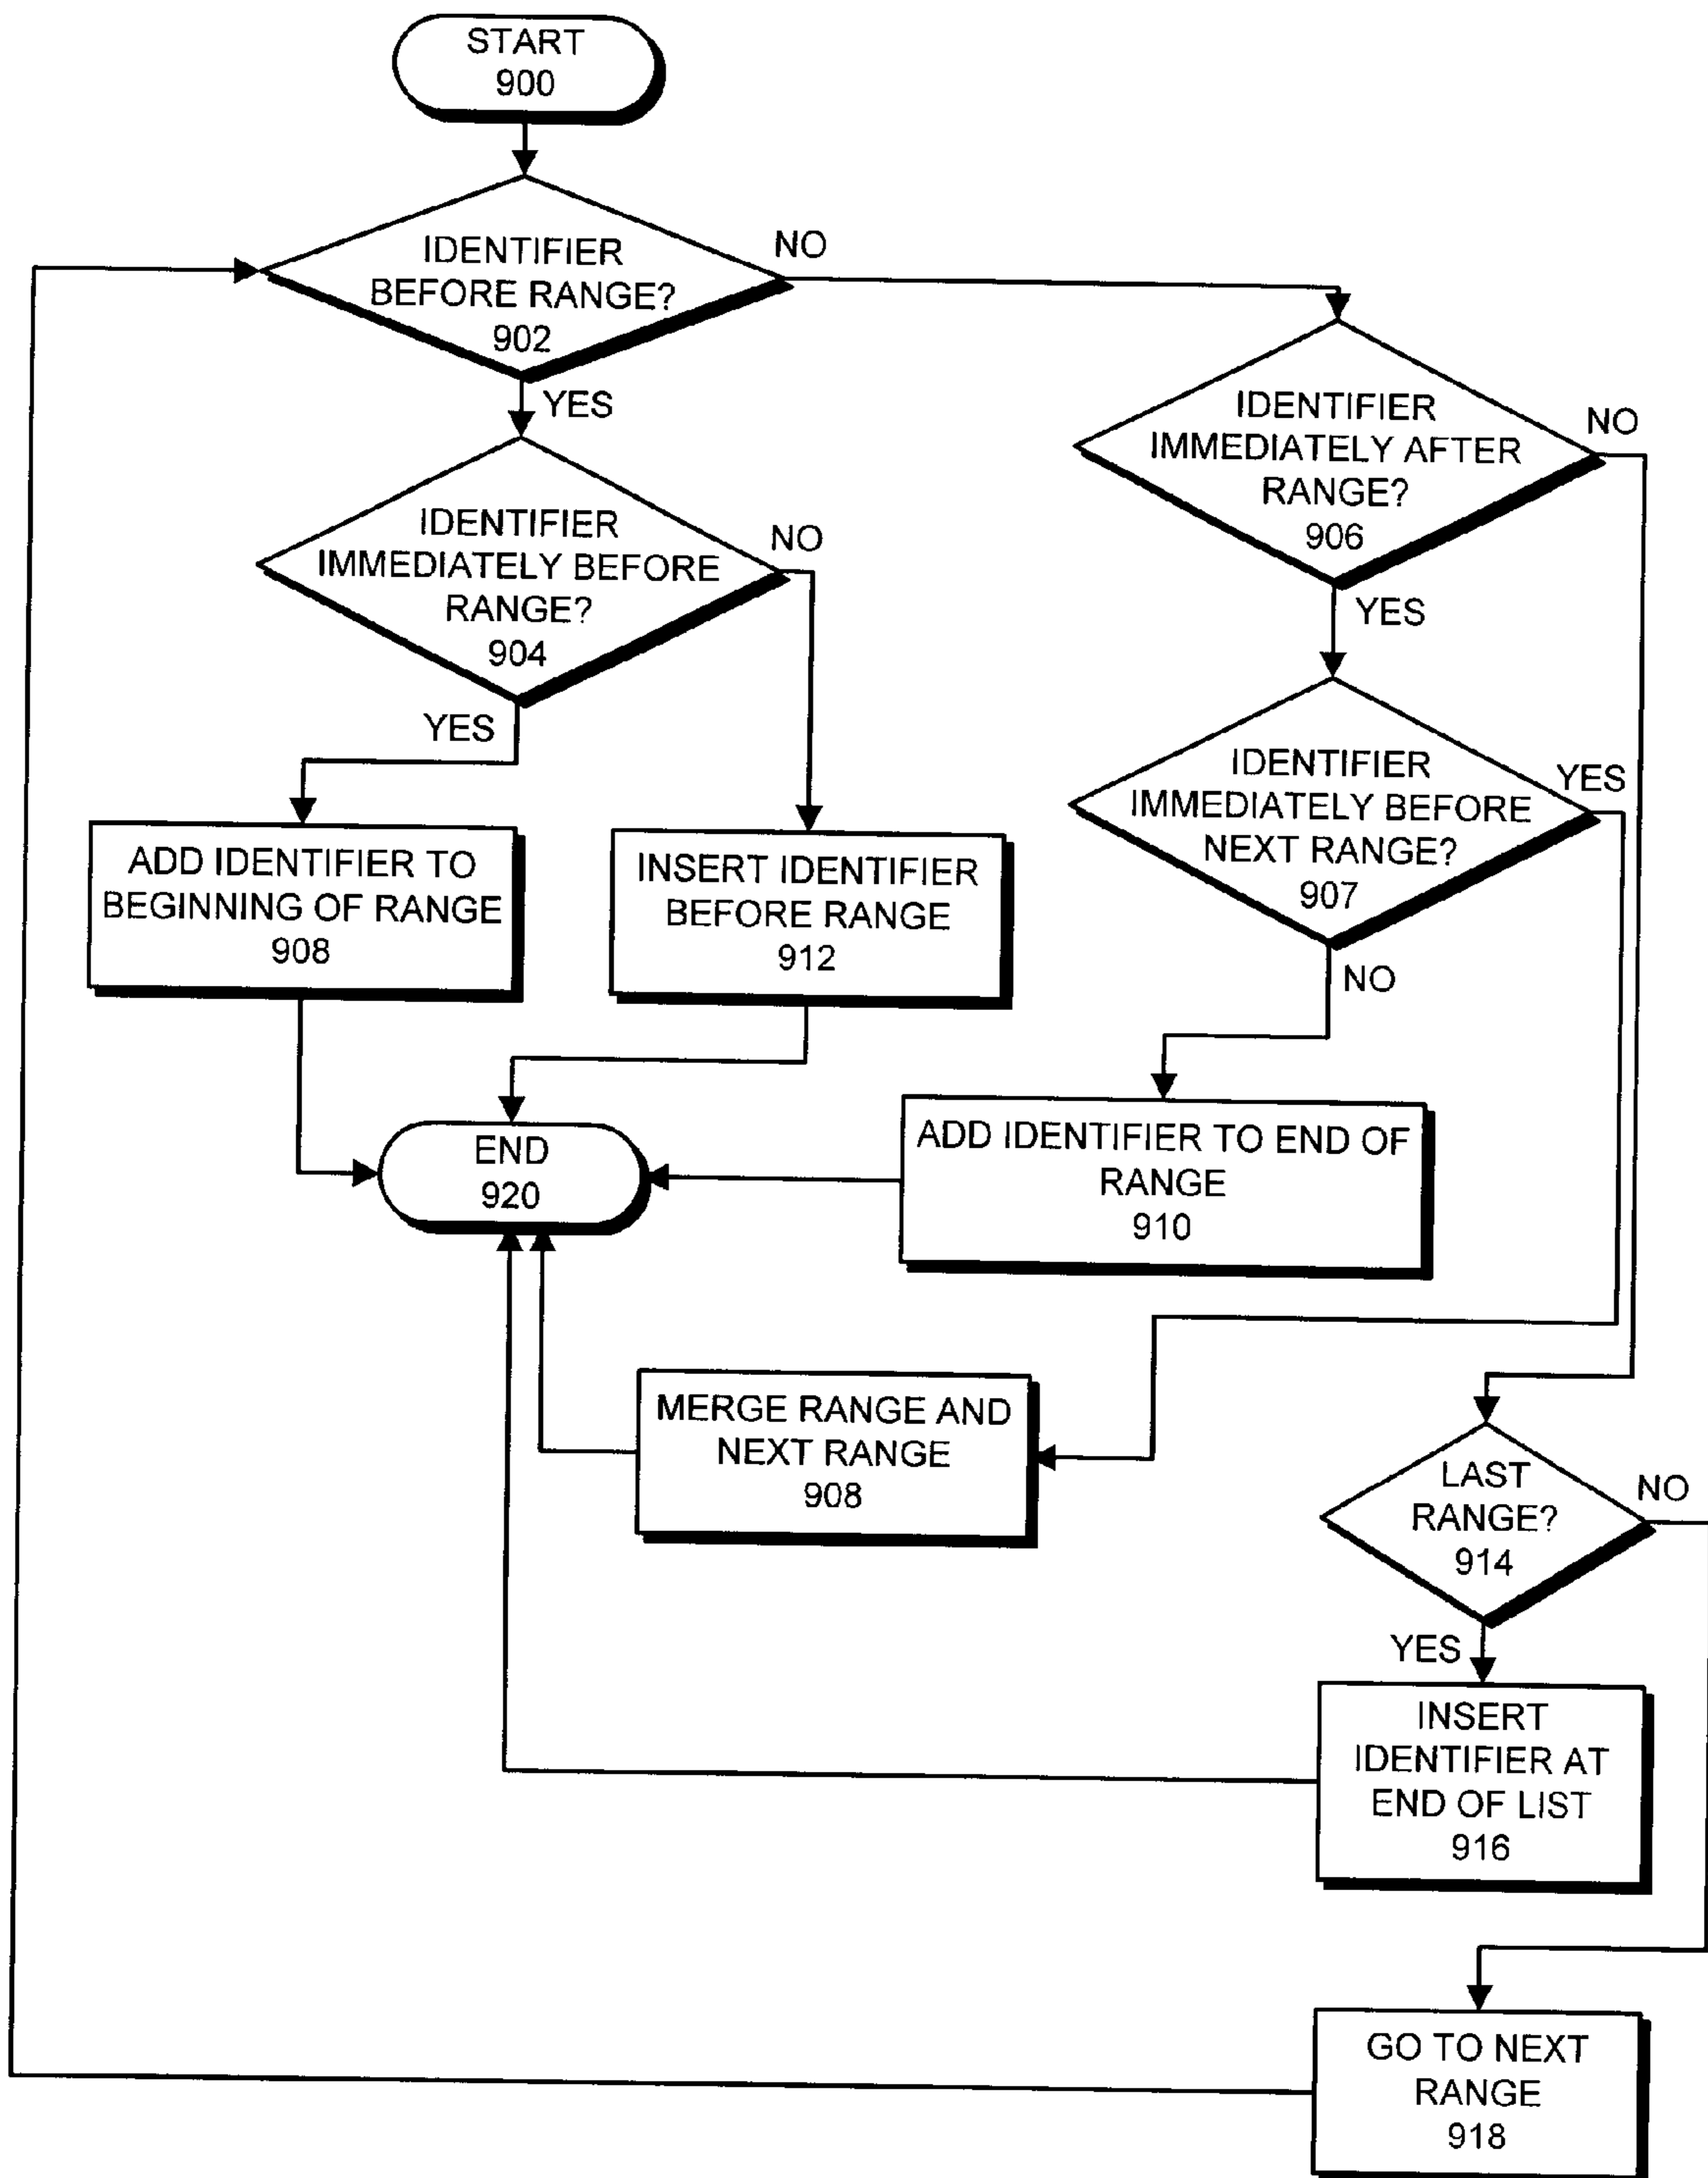 START
900
IDENTIFIER
BEFORE RANGE?
902
NO
YES
IDENTIFIER
IMMEDIATELY BEFORE
RANGE?
904
NO
YES
IDENTIFIER
IMMEDIATELY AFTER
RANGE?
906
NO
YES
IDENTIFIER
IMMEDIATELY BEFORE
NEXT RANGE?
907
YES
NO
ADD IDENTIFIER TO
BEGINNING OF RANGE
908
INSERT IDENTIFIER
BEFORE RANGE
912
END
920
ADD IDENTIFIER TO END OF
RANGE
910
MERGE RANGE AND
NEXT RANGE
908
LAST
RANGE?
914
NO
YES
INSERT
IDENTIFIER AT
END OF LIST
916
GO TO NEXT
RANGE
918